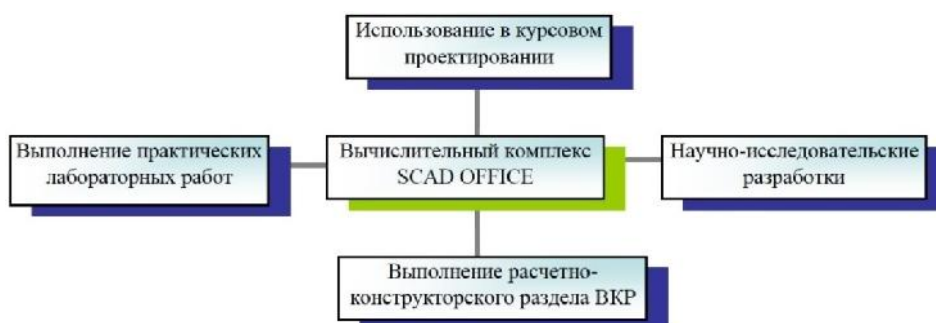 Использование в курсовом
проектировании
Выполнение практических
лабораторных работ
Вычислительный комплекс
SCAD OFFICE
Научно-исследовательские
разработки
Выполнение расчетно-
конструкторского раздела ВКР